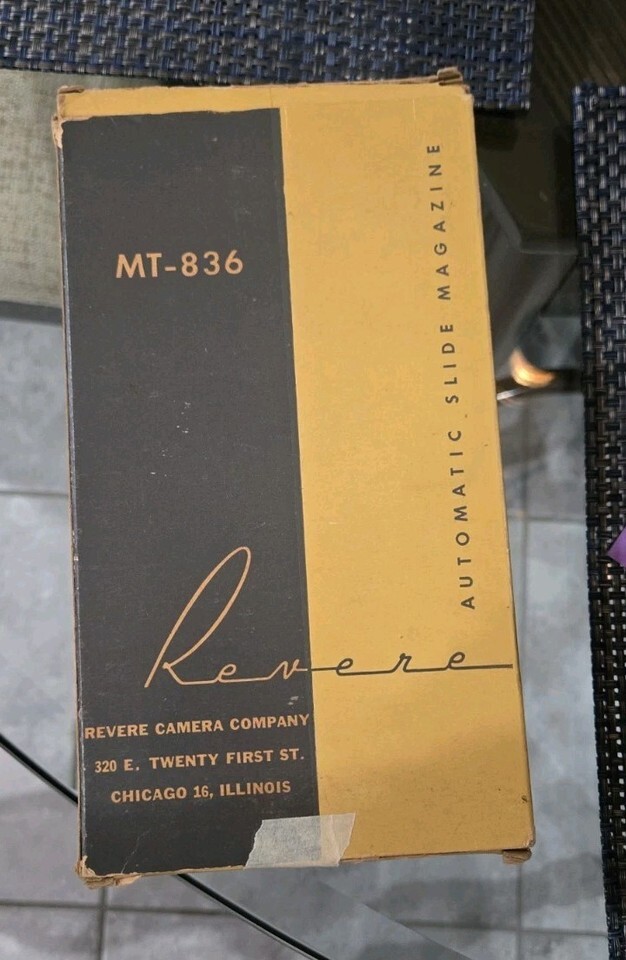 MT-836
AUTOMATIC SLIDE MAGAZINE
Revere
REVERE CAMERA COMPANY
320 E. TWENTY FIRST ST.
CHICAGO 16, ILLINOIS